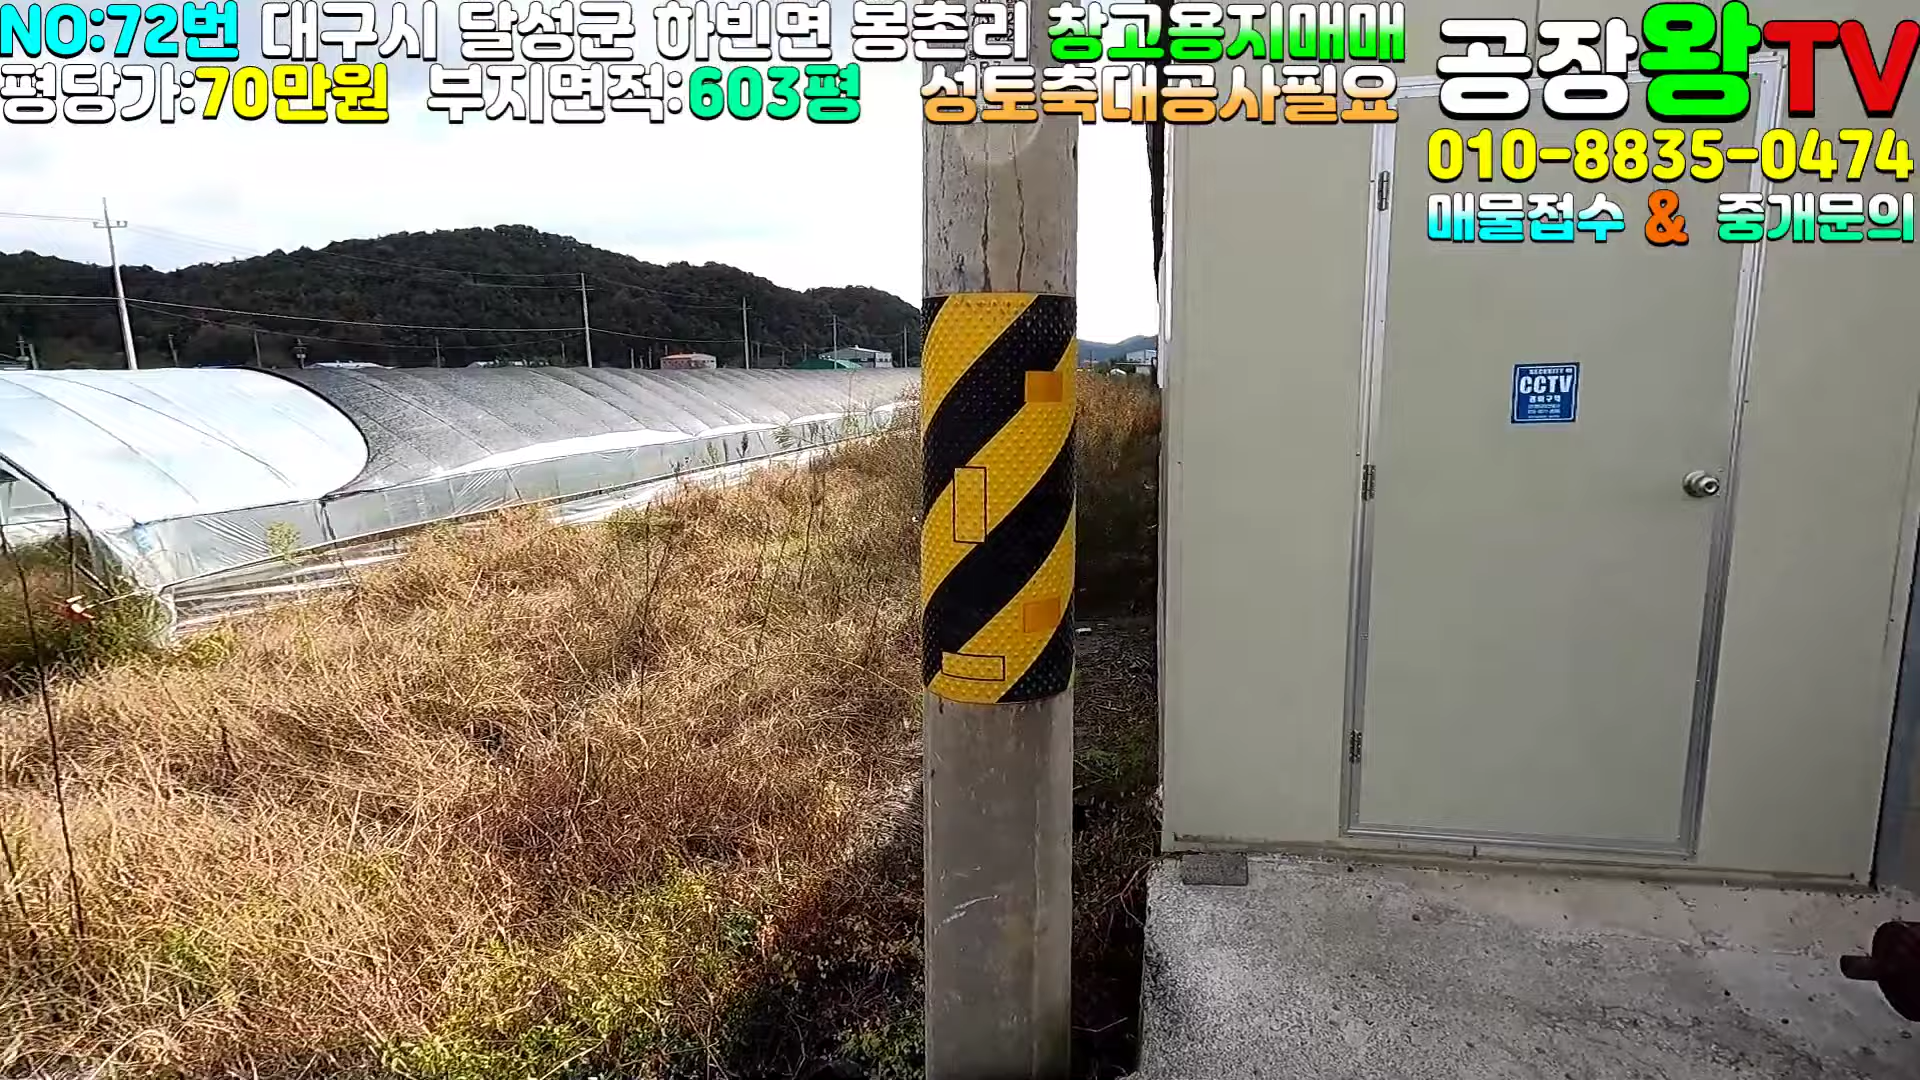 NO:72번 대구시 달성군 하빈면 봉촌리 창고용지매매
평당가:70만원 부지면적:603평 성토축대공사필요
공장왕TV
010-8835-0474
매물접수 & 중개문의
CCTV